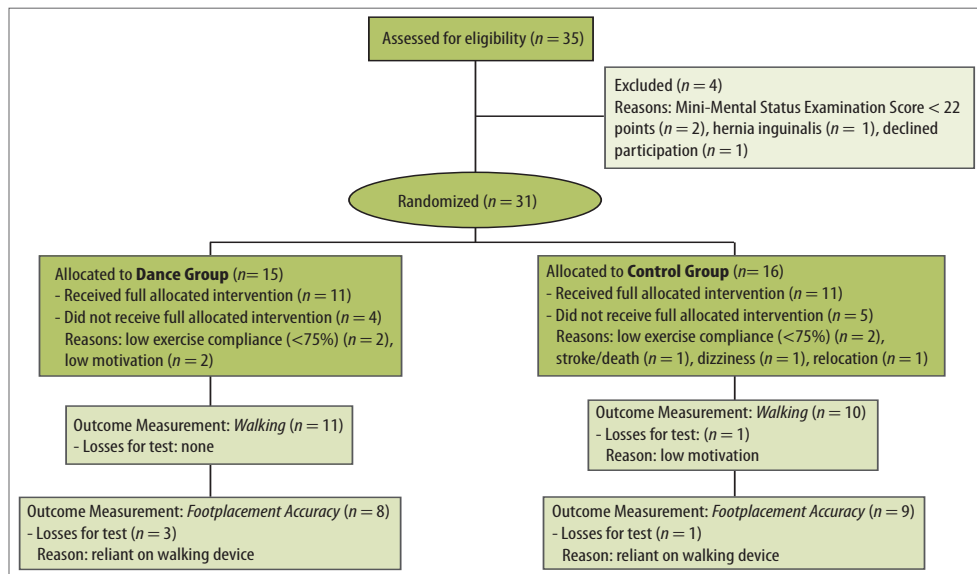 Assessed for eligibility (n = 35)
Excluded (n = 4)
Reasons: Mini-Mental Status Examination Score < 22
points (n = 2), hernia inguinalis (n = 1), declined
participation (n = 1)
Randomized (n = 31)
Allocated to Dance Group (n= 15)
- Received full allocated intervention (n = 11)
- Did not receive full allocated intervention (n = 4)
Reasons: low exercise compliance (<75%) (n = 2),
low motivation (n = 2)
Allocated to Control Group (n= 16)
- Received full allocated intervention (n = 11)
- Did not receive full allocated intervention (n = 5)
Reasons: low exercise compliance (<75%) (n = 2),
stroke/death (n = 1), dizziness (n = 1), relocation (n = 1)
Outcome Measurement: Walking (n = 11)
- Losses for test: none
Outcome Measurement: Walking (n = 10)
- Losses for test: (n = 1)
Reason: low motivation
Outcome Measurement: Footplacement Accuracy (n = 8)
- Losses for test (n = 3)
Reason: reliant on walking device
Outcome Measurement: Footplacement Accuracy (n = 9)
- Losses for test (n = 1)
Reason: reliant on walking device